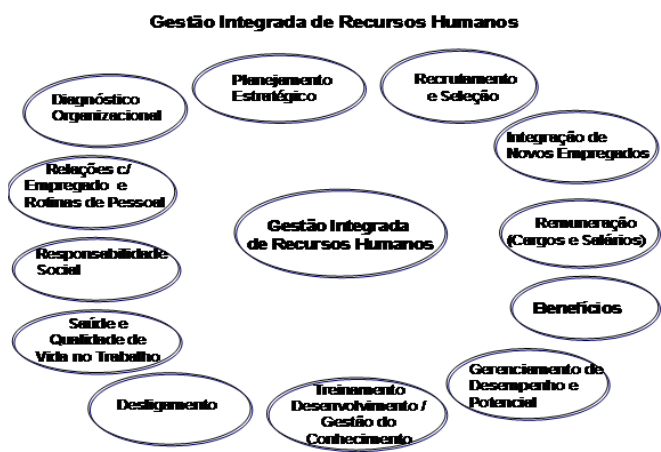 Gestão Integrada de Recursos Humanos
Planejamento
Estratégico
Recrutamento
e Seleção
Diagnóstico
Organizacional
Integração de
Novos Empregados
Relações c/
Empregado e
Rotinas de Pessoal
Gestão Integrada
de Recursos Humanos
Remuneração
(Cargos e Salários)
Responsabilidade
Social
Benefícios
Saúde e
Qualidade de
Vida no Trabalho
Gerenciamento de
Desempenho e
Potencial
Desligamento
Treinamento
Desenvolvimento /
Gestão do
Conhecimento